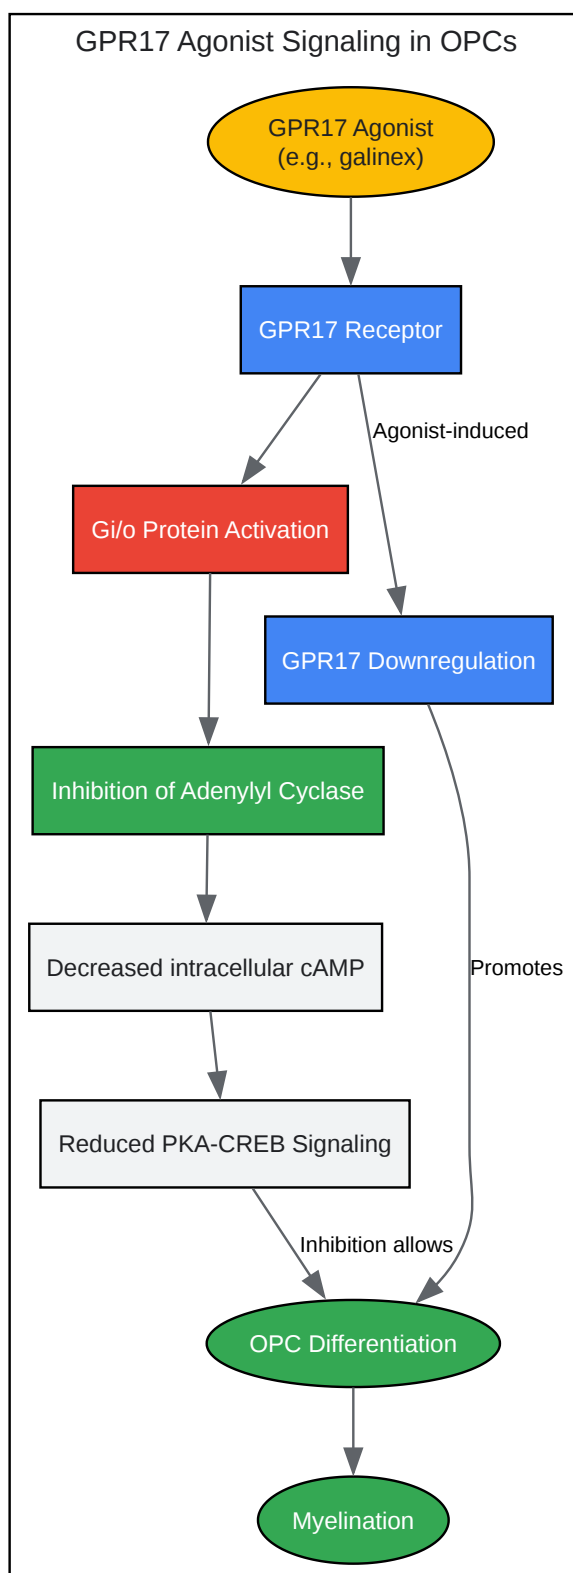 GPR17 Agonist Signaling in OPCs
GPR17 Agonist
(e.g., galinex)
GPR17 Receptor
Agonist-induced
Gi/o Protein Activation
GPR17 Downregulation
Inhibition of Adenylyl Cyclase
Decreased intracellular cAMP
Promotes
Reduced PKA-CREB Signaling
Inhibition allows
OPC Differentiation
Myelination